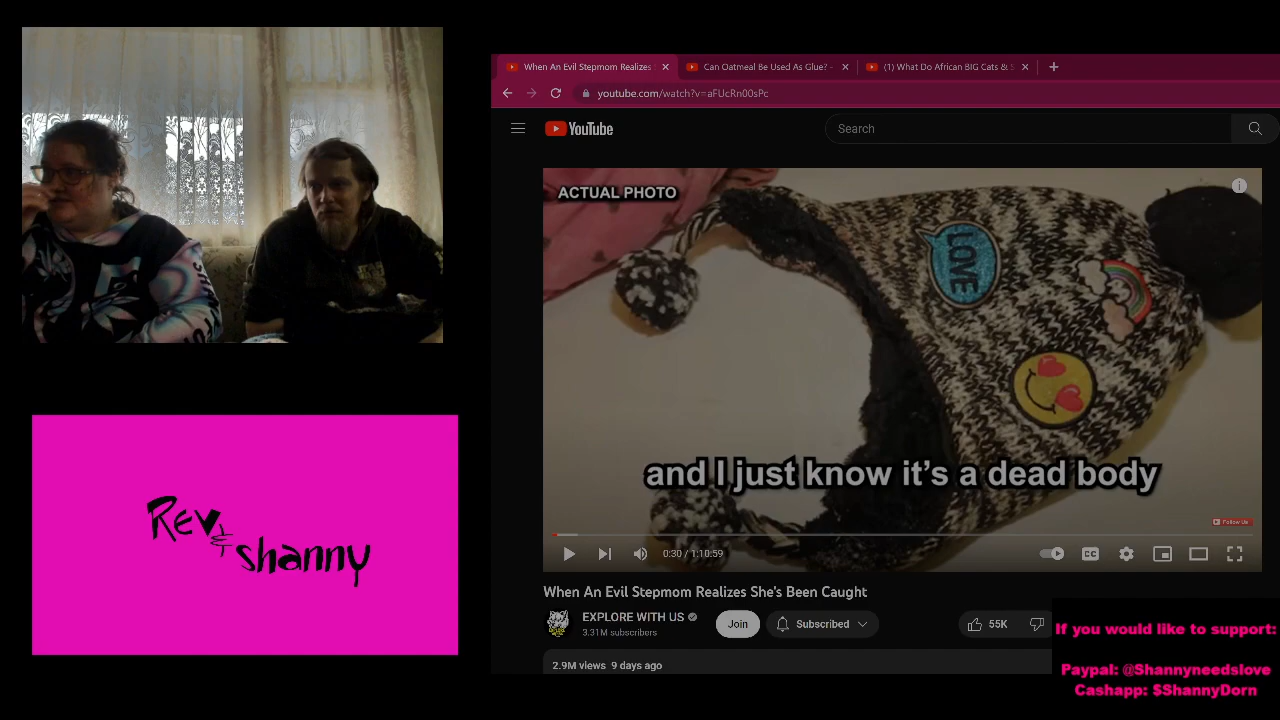 When An Evil Stepmom Realizes
Can Oatmeal Be Used As Glue? -
(1) What Do African BIG Cats &
youtube.com/watch?v=aFUcRn00sPc
YouTube
Search
ACTUAL PHOTO
LOVE
and I just know it's a dead body
Follow Us
0:30 / 1:10:59
CC
When An Evil Stepmom Realizes She's Been Caught
EXPLORE WITH US
3.31M subscribers
Join
Subscribed
55K
2.9M views 9 days ago
Rev
&
shanny
If you would like to support:
Paypal: @Shannyneedslove
Cashapp: $ShannyDorn